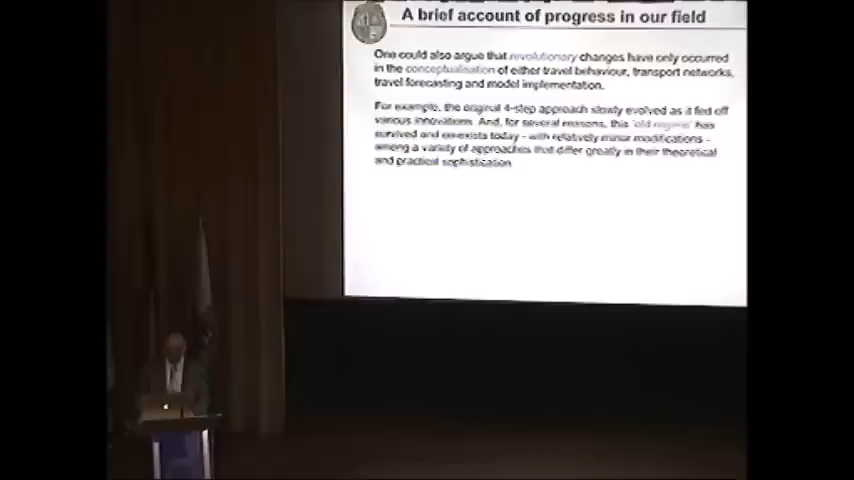 A brief account of progress in our field
One could also argue that revolutionary changes have only occurred
in the conceptualisation of either travel behaviour, transport networks,
travel forecasting and model implementation.
For example, the original 4-step approach slowly evolved as it fed off
various innovations. And, for several reasons, this 'old regime' has
survived and co-exists today - with relatively minor modifications -
among a variety of approaches that differ greatly in their theoretical
and practical sophistication.